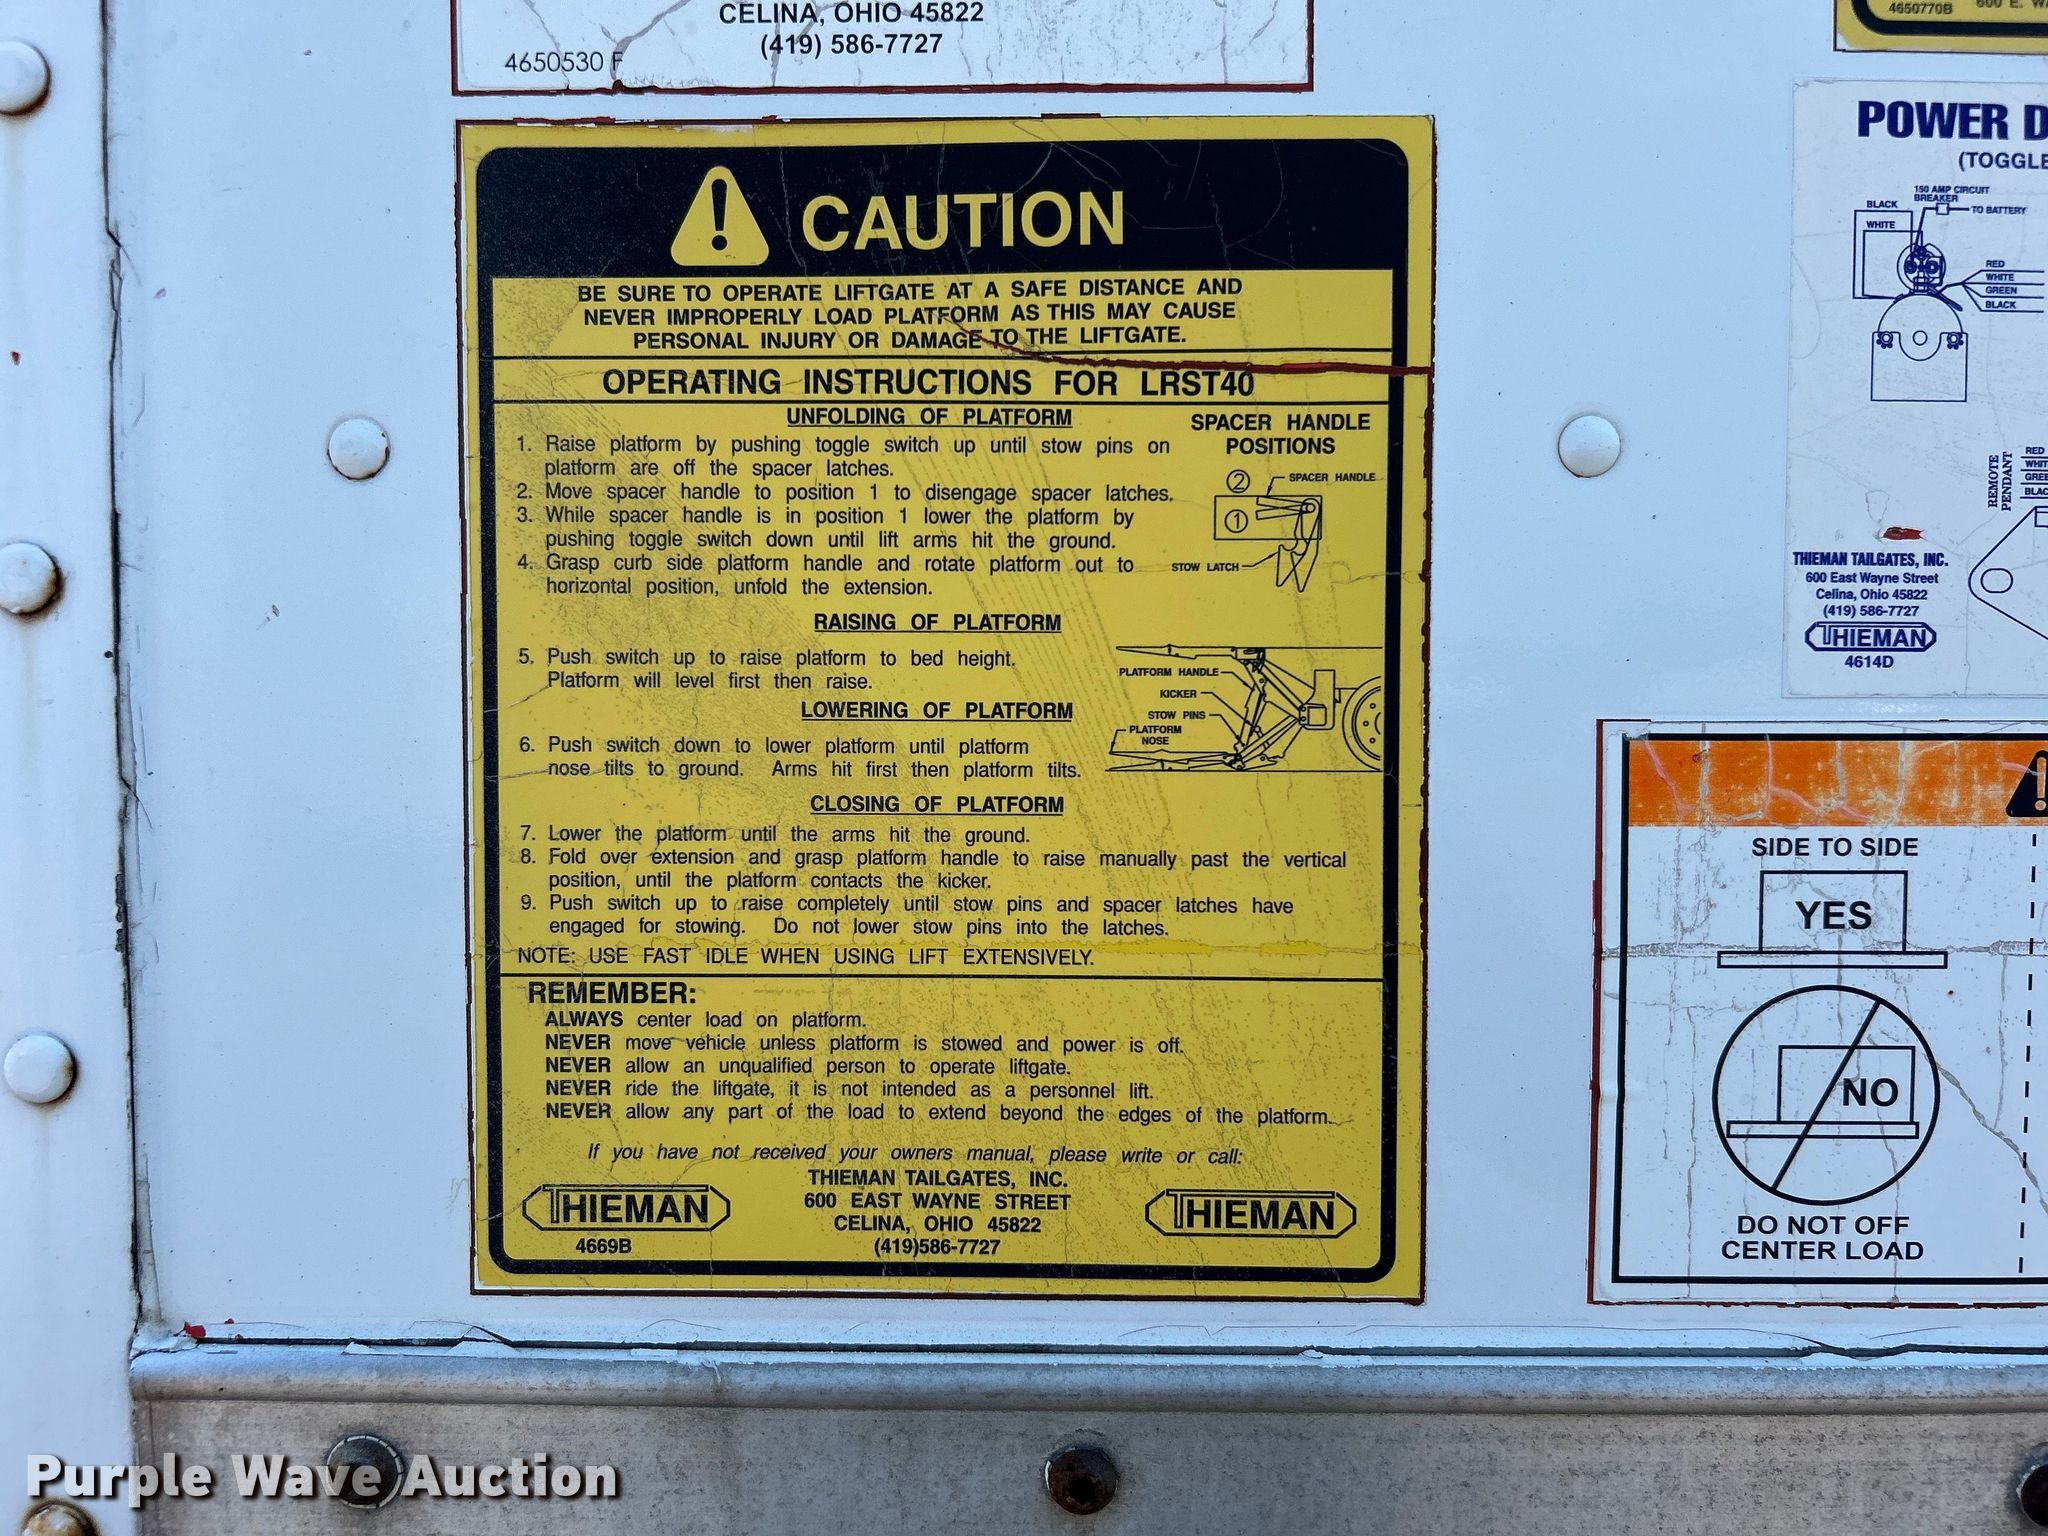 CELINA, OHIO 45822
(419) 586-7727
4650530 F
CAUTION
BE SURE TO OPERATE LIFTGATE AT A SAFE DISTANCE AND
NEVER IMPROPERLY LOAD PLATFORM AS THIS MAY CAUSE
PERSONAL INJURY OR DAMAGE TO THE LIFTGATE.
OPERATING INSTRUCTIONS FOR LRST40
UNFOLDING OF PLATFORM
1. Raise platform by pushing toggle switch up until stow pins on
platform are off the spacer latches.
2. Move spacer handle to position 1 to disengage spacer latches.
3. While spacer handle is in position 1 lower the platform by
pushing toggle switch down until lift arms hit the ground.
4. Grasp curb side platform handle and rotate platform out to
horizontal position, unfold the extension.
SPACER HANDLE
POSITIONS
2
SPACER HANDLE
1
STOW LATCH
RAISING OF PLATFORM
5. Push switch up to raise platform to bed height.
Platform will level first then raise.
LOWERING OF PLATFORM
6. Push switch down to lower platform until platform
nose tilts to ground. Arms hit first then platform tilts.
PLATFORM HANDLE
KICKER
STOW PINS
PLATFORM
NOSE
CLOSING OF PLATFORM
7. Lower the platform until the arms hit the ground.
8. Fold over extension and grasp platform handle to raise manually past the vertical
position, until the platform contacts the kicker.
9. Push switch up to raise completely until stow pins and spacer latches have
engaged for stowing. Do not lower stow pins into the latches.
NOTE: USE FAST IDLE WHEN USING LIFT EXTENSIVELY.
REMEMBER:
ALWAYS center load on platform.
NEVER move vehicle unless platform is stowed and power is off.
NEVER allow an unqualified person to operate liftgate.
NEVER ride the liftgate, it is not intended as a personnel lift.
NEVER allow any part of the load to extend beyond the edges of the platform.
If you have not received your owners manual, please write or call:
THIEMAN TAILGATES, INC.
600 EAST WAYNE STREET
CELINA, OHIO 45822
(419)586-7727
THIEMAN
4669B
THIEMAN
4650770B
600 E.
POWER D
(TOGGLE
150 AMP CIRCUIT
BREAKER
BLACK
TO BATTERY
WHITE
RED
WHITE
GREEN
BLACK
REMOTE
PENDANT
RED
WHIT
GREE
BLAC
THIEMAN TAILGATES, INC.
600 East Wayne Street
Celina, Ohio 45822
(419) 586-7727
THIEMAN
4614D
SIDE TO SIDE
YES
NO
DO NOT OFF
CENTER LOAD
Purple Wave Auction